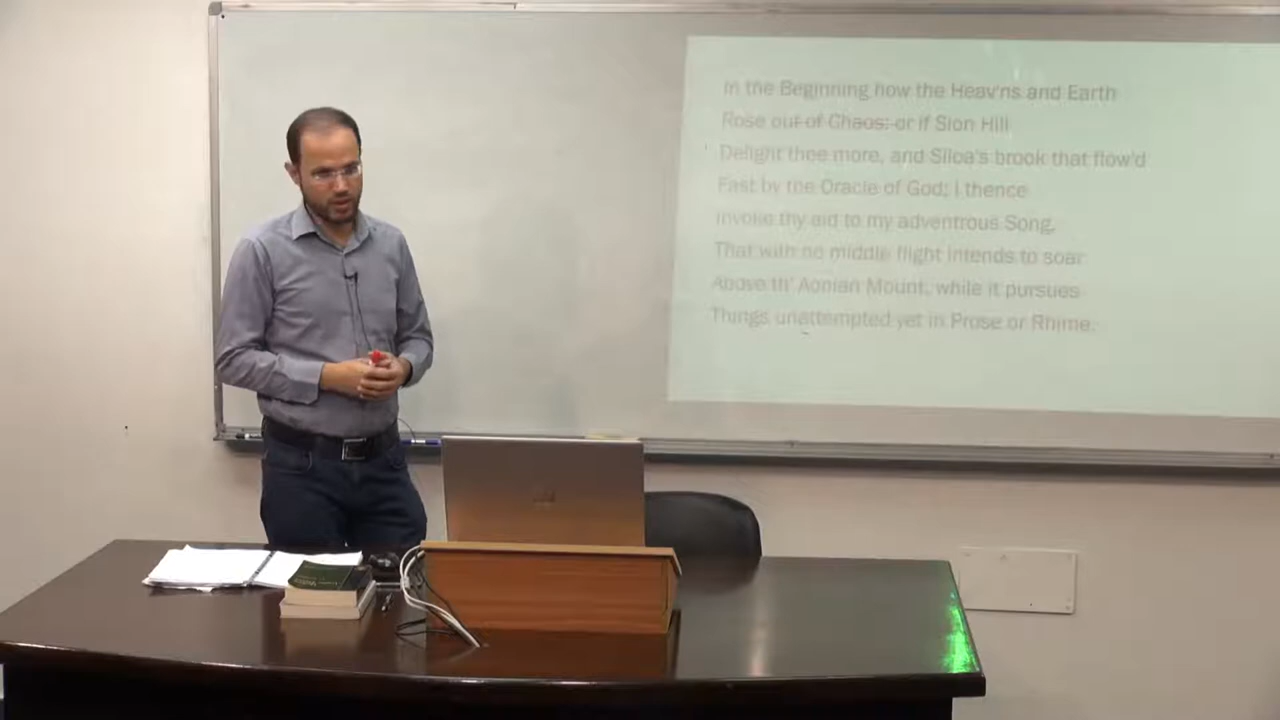 In the Beginning how the Heav'ns and Earth
Rose out of Chaos: or if Sion Hill
Delight thee more, and Siloa's brook that flow'd
Fast by the Oracle of God; I thence
Invoke thy aid to my adventrous Song,
That with no middle flight intends to soar
Above th' Aonian Mount, while it pursues
Things unattempted yet in Prose or Rhime.